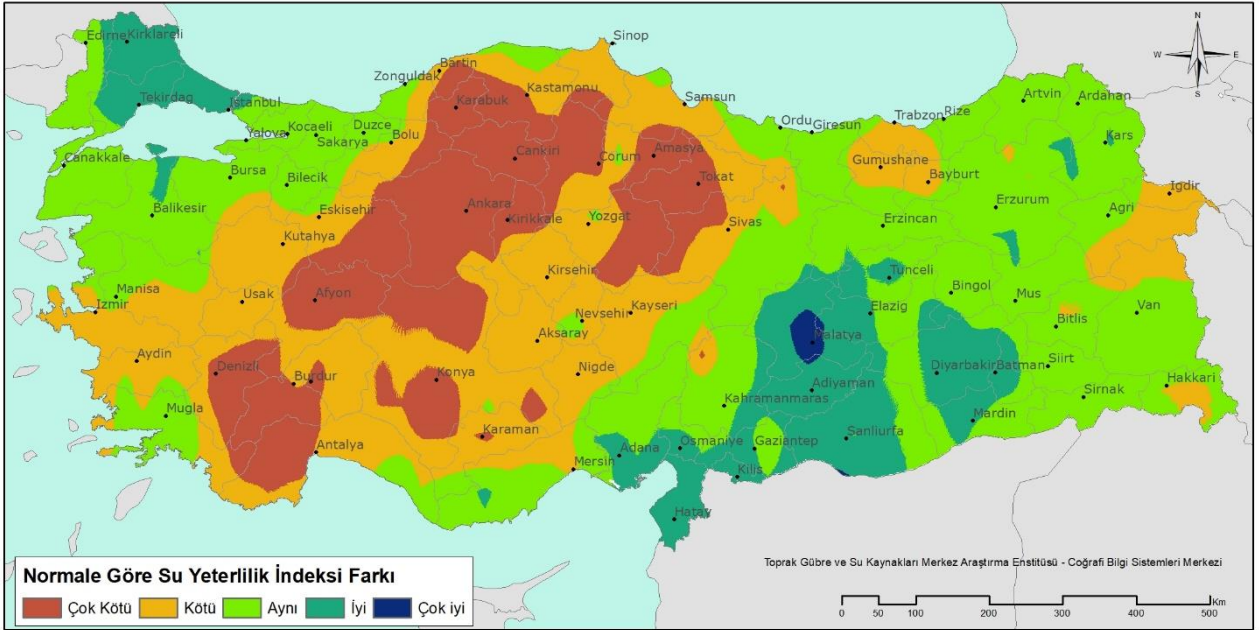 N
W E
S
Edirne
Kirklareli
Tekirdag
Istanbul
Sinop
Bartin
Zonguldak
Kastamonu
Karabuk
Samsun
Artvin
Ardahan
Rize
Trabzon
Ordu
Giresun
Kars
Yalova
Kocaeli
Sakarya
Duzce
Bolu
Canakkale
Bursa
Bilecik
Cankiri
Corum
Amasya
Tokat
Gumushane
Bayburt
Igdir
Balikesir
Eskisehir
Ankara
Kirikkale
Yozgat
Sivas
Erzincan
Erzurum
Agri
Kutahya
Kirsehir
Tunceli
Manisa
Izmir
Usak
Afyon
Nevsehir
Kayseri
Elazig
Bingol
Mus
Van
Bitlis
Aksaray
Malatya
Aydin
Denizli
Burdur
Konya
Nigde
Diyarbakir
Batman
Siirt
Adiyaman
Hakkari
Sirnak
Mugla
Kahramanmaras
Mardin
Karaman
Antalya
Sanliurfa
Adana
Osmaniye
Gaziantep
Mersin
Kilis
Hatay
Toprak Gübre ve Su Kaynakları Merkez Araştırma Enstitüsü - Coğrafi Bilgi Sistemleri Merkezi
Normale Göre Su Yeterlilik İndeksi Farkı
Çok Kötü Kötü Aynı İyi Çok iyi
0 50 100 200 300 400 500 Km